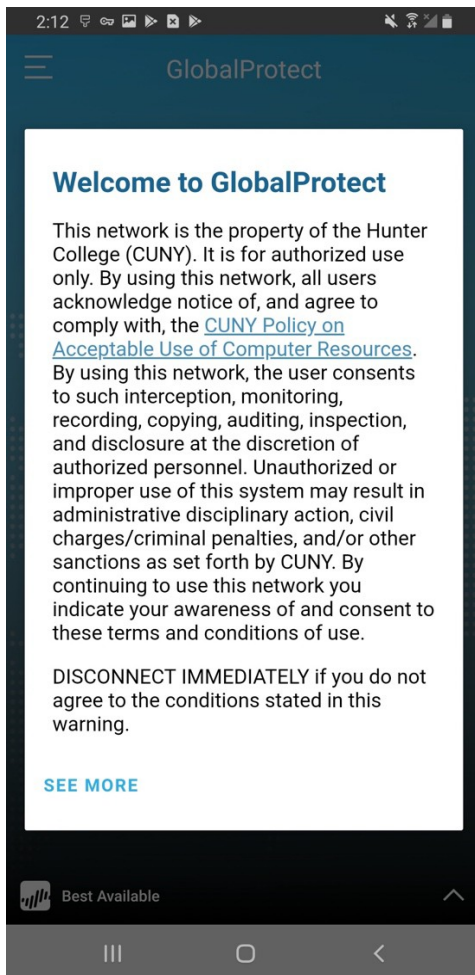 2:12
GlobalProtect
Welcome to GlobalProtect
This network is the property of the Hunter
College (CUNY). It is for authorized use
only. By using this network, all users
acknowledge notice of, and agree to
comply with, the CUNY Policy on
Acceptable Use of Computer Resources.
By using this network, the user consents
to such interception, monitoring,
recording, copying, auditing, inspection,
and disclosure at the discretion of
authorized personnel. Unauthorized or
improper use of this system may result in
administrative disciplinary action, civil
charges/criminal penalties, and/or other
sanctions as set forth by CUNY. By
continuing to use this network you
indicate your awareness of and consent to
these terms and conditions of use.
DISCONNECT IMMEDIATELY if you do not
agree to the conditions stated in this
warning.
SEE MORE
Best Available